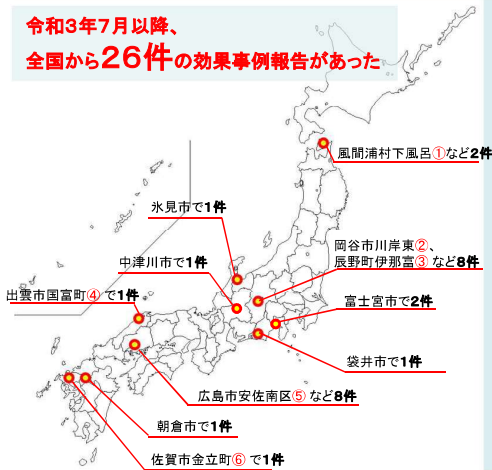 令和3年7月以降、
全国から26件の効果事例報告があった
風間浦村下風呂①など2件
氷見市で1件
岡谷市川岸東②、
辰野町伊那富③ など8件
中津川市で1件
出雲市国富町④ で1件
富士宮市で2件
袋井市で1件
広島市安佐南区⑤ など8件
朝倉市で1件
佐賀市金立町⑥ で1件